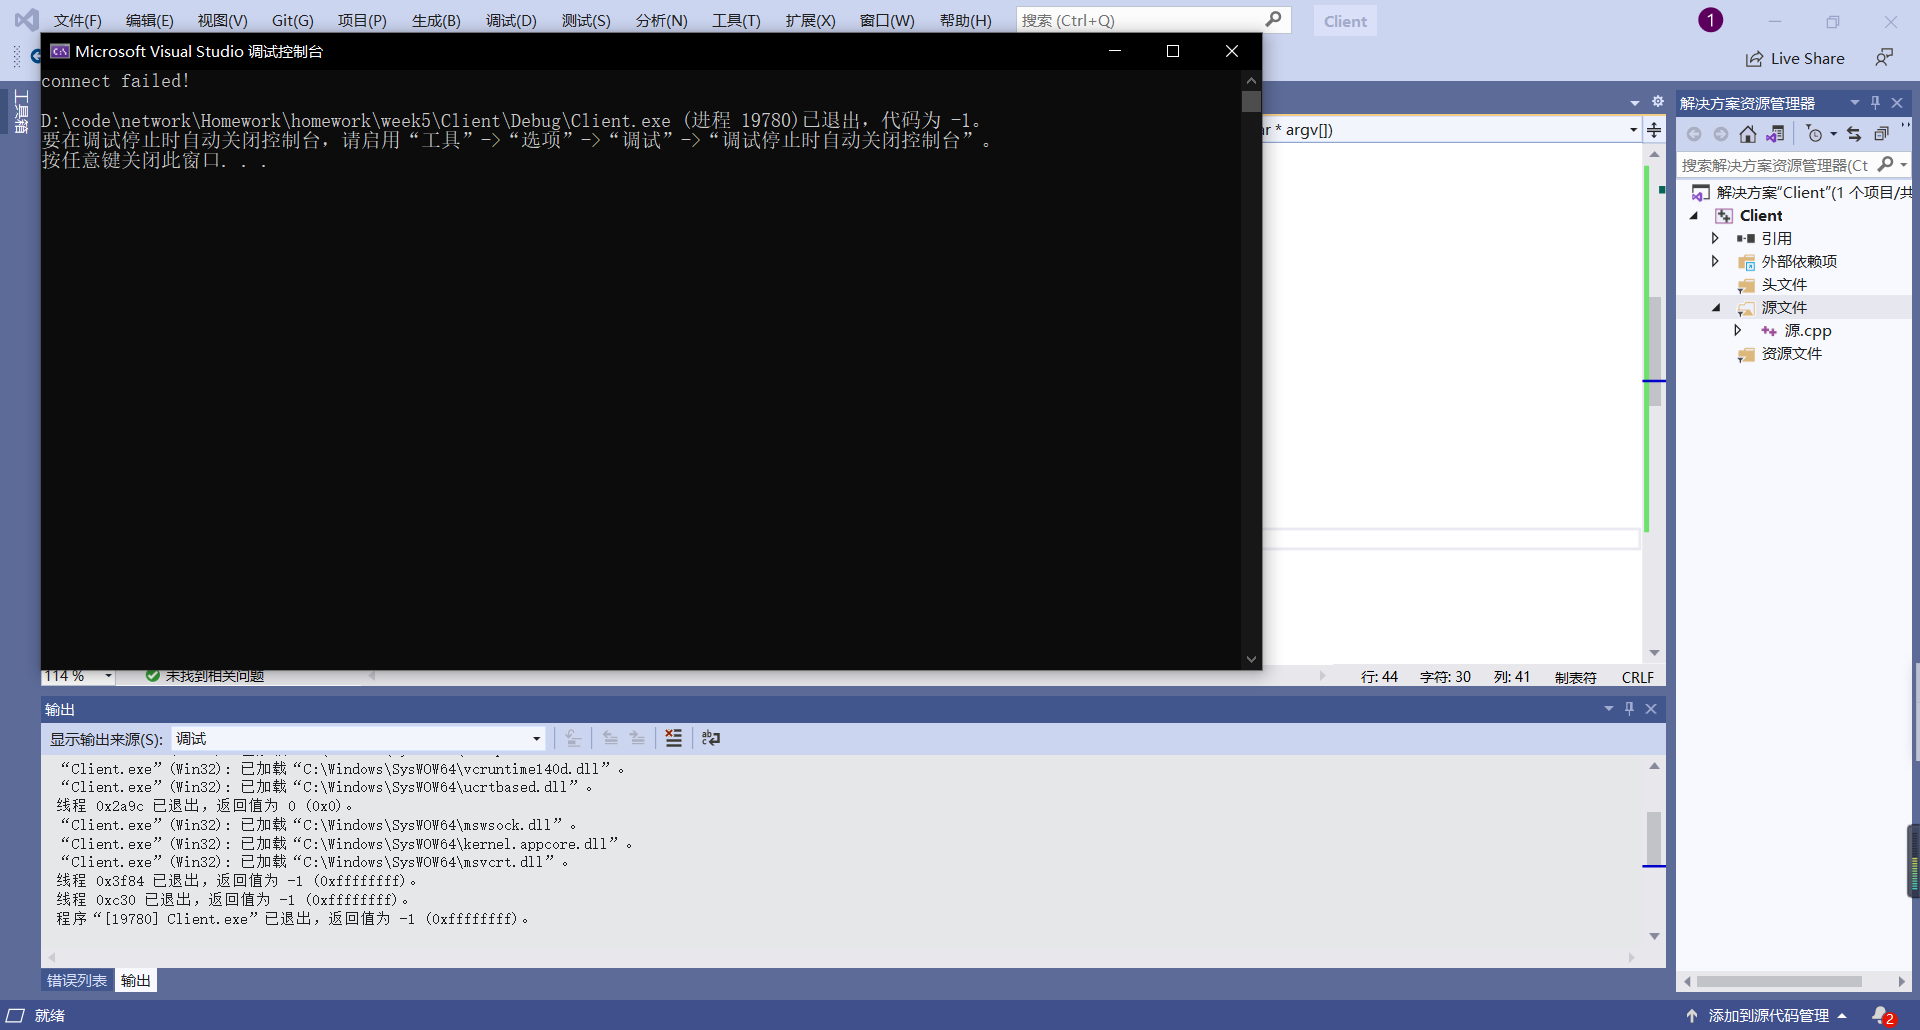 文件(F) 编辑(E) 视图(V) Git(G) 项目(P) 生成(B) 调试(D) 测试(S) 分析(N) 工具(T) 扩展(X) 窗口(W) 帮助(H) 搜索 (Ctrl+Q) Client 1
Live Share
工具箱
Microsoft Visual Studio 调试控制台
connect failed!
D:\code\network\Homework\homework\week5\Client\Debug\Client.exe (进程 19780)已退出，代码为 -1。
要在调试停止时自动关闭控制台，请启用“工具”->“选项”->“调试”->“调试停止时自动关闭控制台”。
按任意键关闭此窗口. . .
* argv[])
114 % 未找到相关问题 行: 44 字符: 30 列: 41 制表符 CRLF
解决方案资源管理器
搜索解决方案资源管理器(Ct
解决方案"Client"(1 个项目/共
Client
引用
外部依赖项
头文件
源文件
源.cpp
资源文件
输出
显示输出来源(S): 调试
“Client.exe”(Win32): 已加载“C:\Windows\SysWOW64\vcruntime140d.dll”。
“Client.exe”(Win32): 已加载“C:\Windows\SysWOW64\ucrtbased.dll”。
线程 0x2a9c 已退出，返回值为 0 (0x0)。
“Client.exe”(Win32): 已加载“C:\Windows\SysWOW64\mswsock.dll”。
“Client.exe”(Win32): 已加载“C:\Windows\SysWOW64\kernel.appcore.dll”。
“Client.exe”(Win32): 已加载“C:\Windows\SysWOW64\msvcrt.dll”。
线程 0x3f84 已退出，返回值为 -1 (0xffffffff)。
线程 0xc30 已退出，返回值为 -1 (0xffffffff)。
程序“[19780] Client.exe”已退出，返回值为 -1 (0xffffffff)。
错误列表 输出
就绪 添加到源代码管理 2